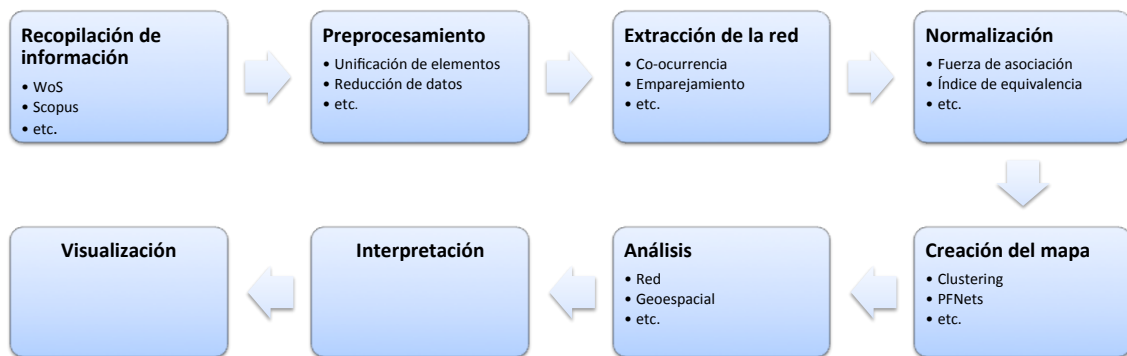 Recopilación de
información
• WoS
• Scopus
• etc.
Preprocesamiento
• Unificación de elementos
• Reducción de datos
• etc.
Extracción de la red
• Co-ocurrencia
• Emparejamiento
• etc.
Normalización
• Fuerza de asociación
• Índice de equivalencia
• etc.
Creación del mapa
• Clustering
• PFNets
• etc.
Análisis
• Red
• Geoespacial
• etc.
Interpretación
Visualización